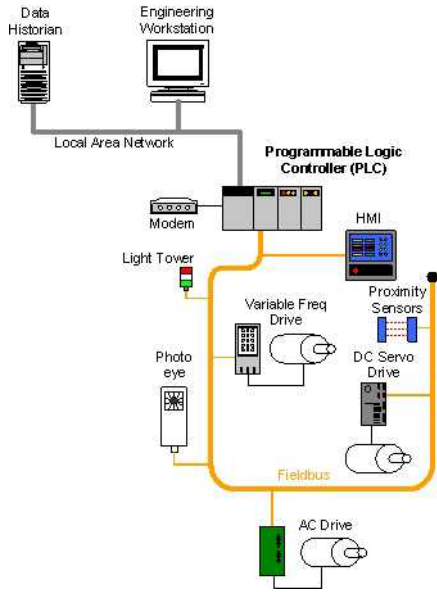 Data
Historian
Engineering
Workstation
Local Area Network
Programmable Logic
Controller (PLC)
Modem
HMI
Light Tower
Proximity
Sensors
Variable Freq
Drive
DC Servo
Drive
Photo
eye
Fieldbus
AC Drive